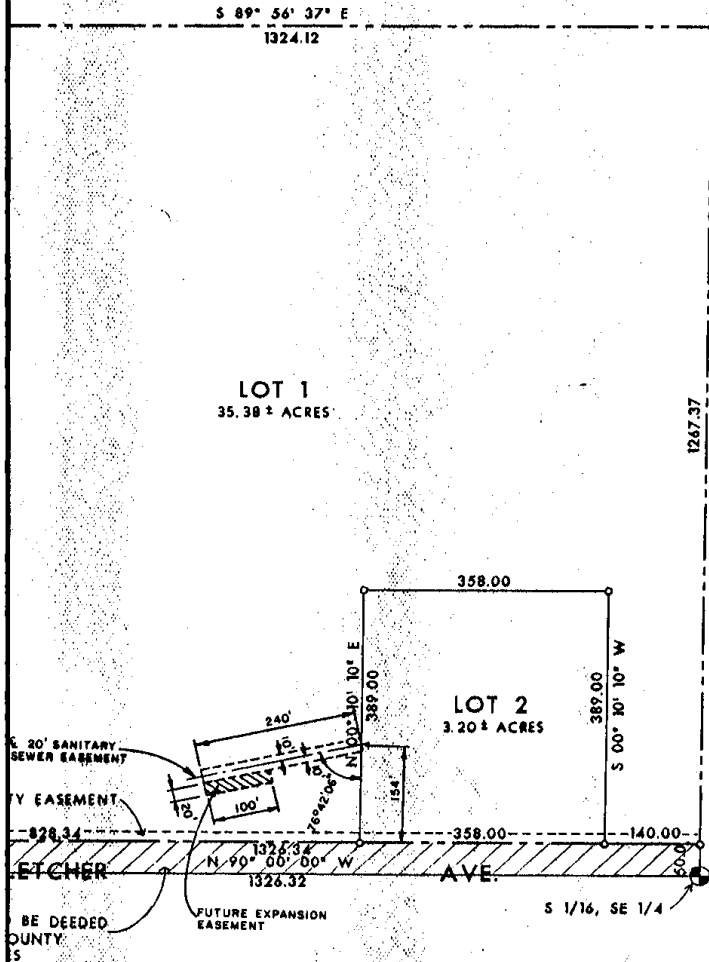 S 89° 56' 37" E
1324.12
LOT 1
35.38 ± ACRES
1267.37
358.00
N 00° 10' 10" E
389.00
LOT 2
3.20 ± ACRES
389.00
S 00° 10' 10" W
240'
20' SANITARY
SEWER EASEMENT
10'
10'
76°42'06"
154'
20'
100'
TY EASEMENT
828.34
1326.34
358.00
140.00
ETCHER
N 90° 00' 00" W
AVE.
50.0
1326.32
BE DEEDED
OUNTY
ES
FUTURE EXPANSION
EASEMENT
S 1/16, SE 1/4